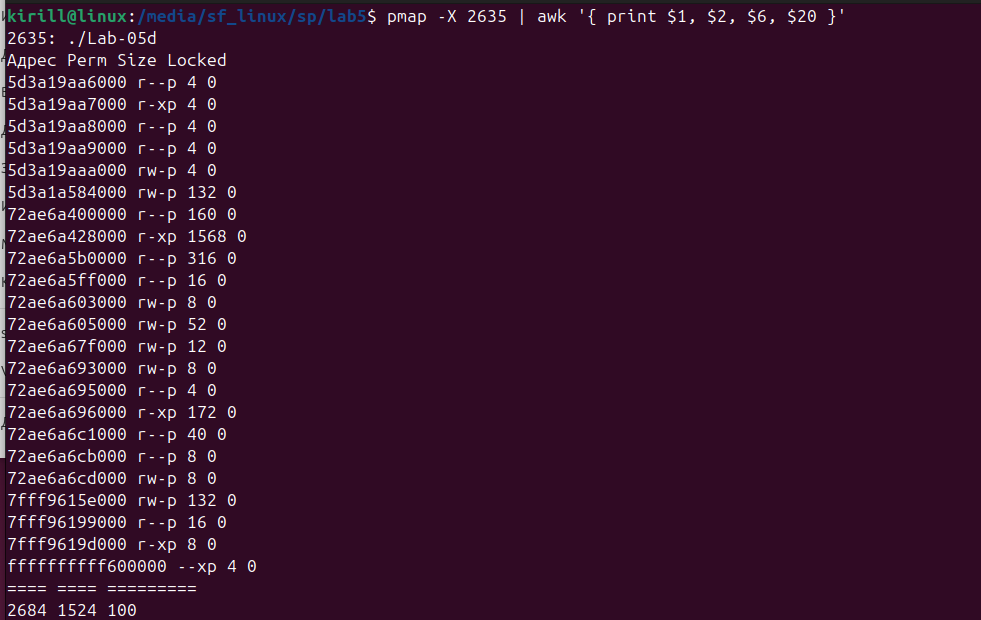 kirill@linux:/media/sf_linux/sp/lab5$ pmap -X 2635 | awk '{ print $1, $2, $6, $20 }'
2635: ./Lab-05d
Адрес Perm Size Locked
5d3a19aa6000 r--p 4 0
5d3a19aa7000 r-xp 4 0
5d3a19aa8000 r--p 4 0
5d3a19aa9000 r--p 4 0
5d3a19aaa000 rw-p 4 0
5d3a1a584000 rw-p 132 0
72ae6a400000 r--p 160 0
72ae6a428000 r-xp 1568 0
72ae6a5b0000 r--p 316 0
72ae6a5ff000 r--p 16 0
72ae6a603000 rw-p 8 0
72ae6a605000 rw-p 52 0
72ae6a67f000 rw-p 12 0
72ae6a693000 rw-p 8 0
72ae6a695000 r--p 4 0
72ae6a696000 r-xp 172 0
72ae6a6c1000 r--p 40 0
72ae6a6cb000 r--p 8 0
72ae6a6cd000 rw-p 8 0
7fff9615e000 rw-p 132 0
7fff96199000 r--p 16 0
7fff9619d000 r-xp 8 0
ffffffffff600000 --xp 4 0
==== ==== =========
2684 1524 100